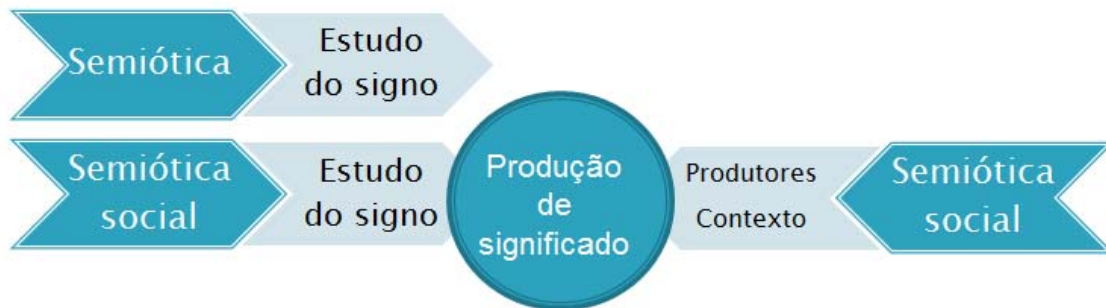 Semiótica
Estudo
do signo
Semiótica
social
Estudo
do signo
Produção
de
significado
Produtores
Contexto
Semiótica
social